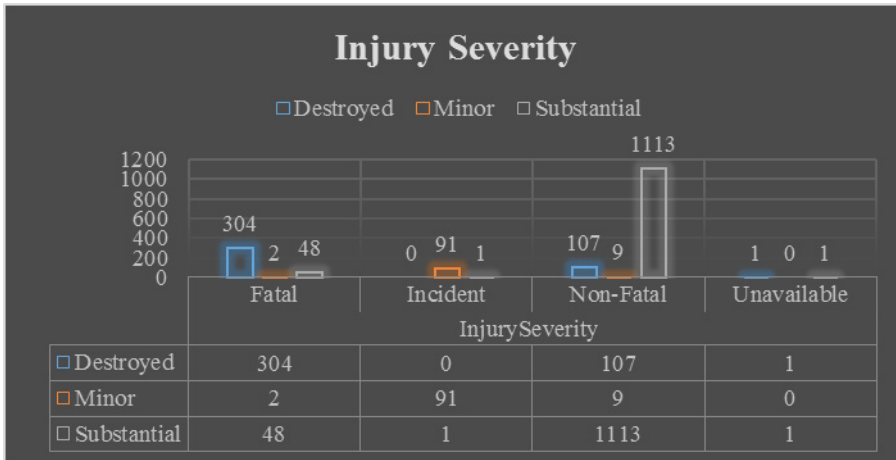 Injury Severity
Destroyed Minor Substantial
1200
1000
800
600
400
200
0
304 2 48 0 91 1 107 9 1113 1 0 1
Fatal Incident Non-Fatal Unavailable
InjurySeverity
Destroyed 304 0 107 1
Minor 2 91 9 0
Substantial 48 1 1113 1